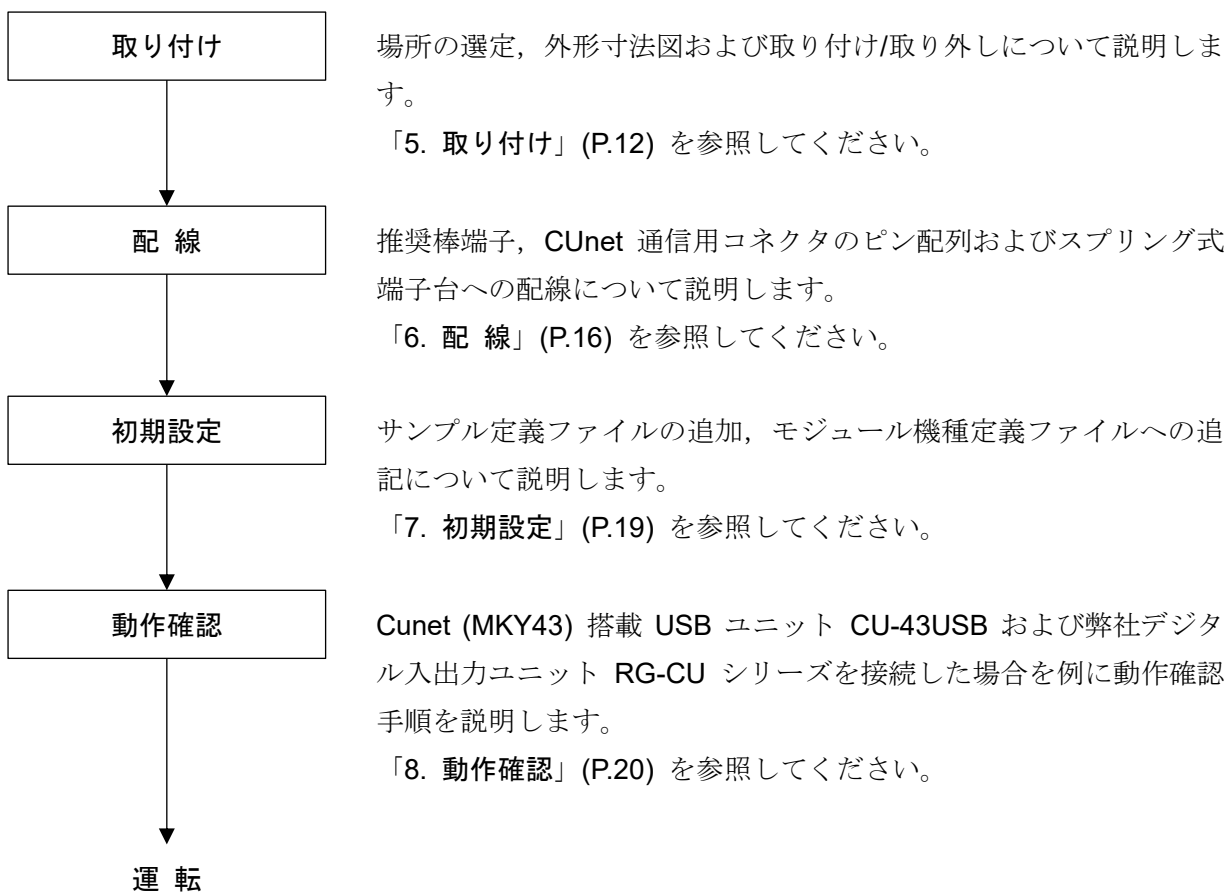 取り付け
場所の選定，外形寸法図および取り付け/取り外しについて説明しま
す。
「5. 取り付け」(P.12) を参照してください。
配 線
推奨棒端子，CUnet 通信用コネクタのピン配列およびスプリング式
端子台への配線について説明します。
「6. 配 線」(P.16) を参照してください。
初期設定
サンプル定義ファイルの追加，モジュール機種定義ファイルへの追
記について説明します。
「7. 初期設定」(P.19) を参照してください。
動作確認
Cunet (MKY43) 搭載 USB ユニット CU-43USB および弊社デジタ
ル入出力ユニット RG-CU シリーズを接続した場合を例に動作確認
手順を説明します。
「8. 動作確認」(P.20) を参照してください。
運 転